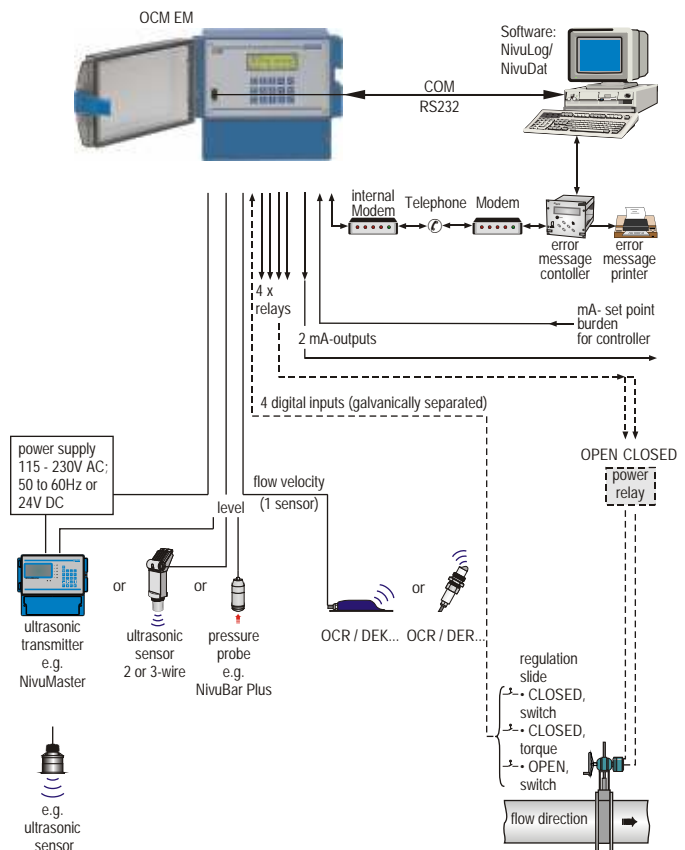 OCM EM
Software:
NivuLog/
NivuDat
COM
RS232
internal
Modem
Telephone
Modem
error
message
contoller
error
message
printer
4 x
relays
mA- set point
burden
for controller
2 mA-outputs
4 digital inputs (galvanically separated)
OPEN CLOSED
power
relay
power supply
115 - 230V AC;
50 to 60Hz or
24V DC
flow velocity
(1 sensor)
level
or
or
or
ultrasonic
transmitter
e.g.
NivuMaster
ultrasonic
sensor
2 or 3-wire
pressure
probe
e.g.
NivuBar Plus
OCR / DEK...
OCR / DER...
regulation
slide
• CLOSED,
switch
• CLOSED,
torque
• OPEN,
switch
flow direction
e.g.
ultrasonic
sensor